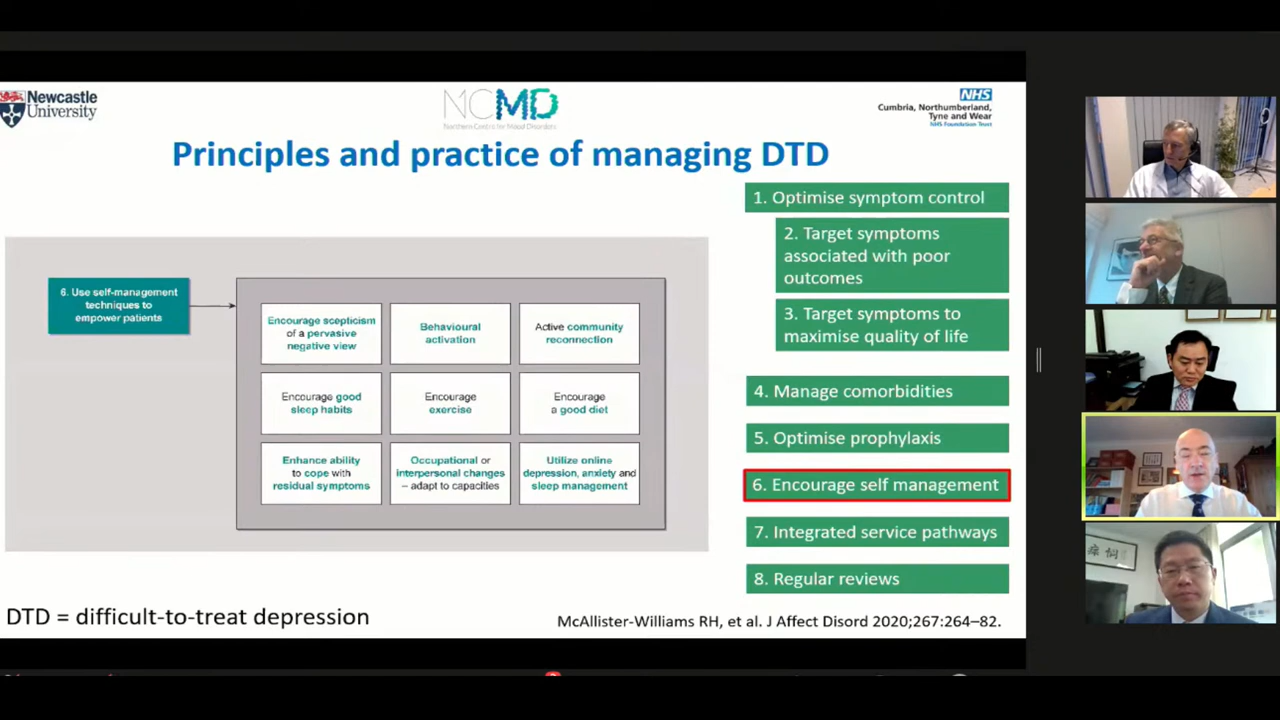 Newcastle
University
NCMD
Northern Centre for Mood Disorders
NHS
Cumbria, Northumberland,
Tyne and Wear
NHS Foundation Trust
Principles and practice of managing DTD
6. Use self-management
techniques to
empower patients
Encourage scepticism
of a pervasive
negative view
Behavioural
activation
Active community
reconnection
Encourage good
sleep habits
Encourage
exercise
Encourage
a good diet
Enhance ability
to cope with
residual symptoms
Occupational or
interpersonal changes
– adapt to capacities
Utilize online
depression, anxiety and
sleep management
1. Optimise symptom control
2. Target symptoms
associated with poor
outcomes
3. Target symptoms to
maximise quality of life
4. Manage comorbidities
5. Optimise prophylaxis
6. Encourage self management
7. Integrated service pathways
8. Regular reviews
DTD = difficult-to-treat depression
McAllister-Williams RH, et al. J Affect Disord 2020;267:264–82.